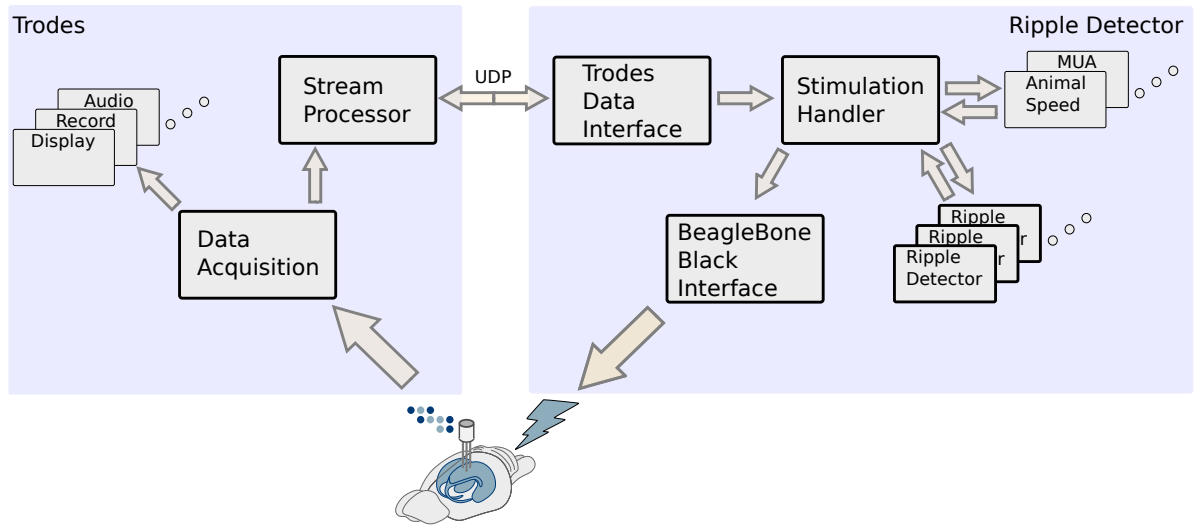 Trodes
Audio
Record
Display
Stream
Processor
Data
Acquisition
UDP
Ripple Detector
Trodes
Data
Interface
Stimulation
Handler
MUA
Animal
Speed
BeagleBone
Black
Interface
Ripple
r
Ripple
r
Ripple
Detector